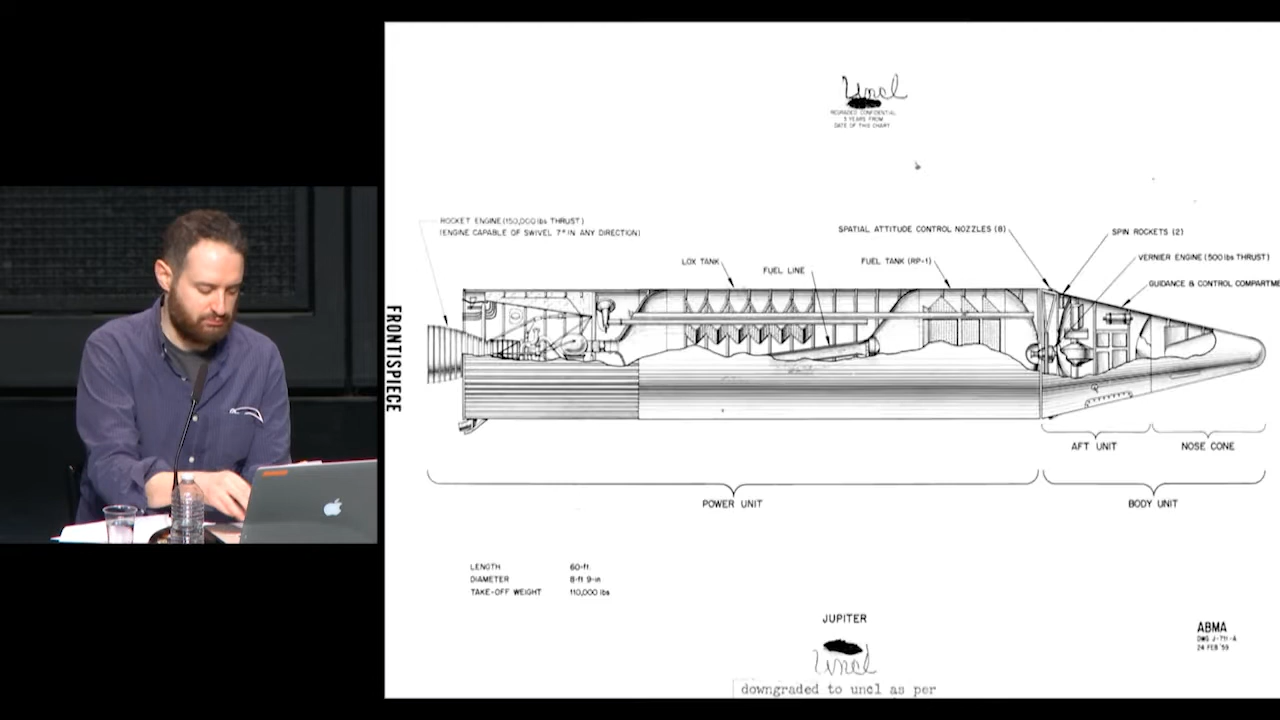 Uncl
REGRADED CONFIDENTIAL
3 YEARS FROM
DATE OF THIS CHART
ROCKET ENGINE (150,000 lbs THRUST)
(ENGINE CAPABLE OF SWIVEL 7° IN ANY DIRECTION)
SPATIAL ATTITUDE CONTROL NOZZLES (8)
SPIN ROCKETS (2)
VERNIER ENGINE (500 lbs THRUST)
GUIDANCE & CONTROL COMPARTME
LOX TANK
FUEL LINE
FUEL TANK (RP-1)
FRONTISPIECE
AFT UNIT
NOSE CONE
POWER UNIT
BODY UNIT
LENGTH 60-ft
DIAMETER 8-ft 9-in
TAKE-OFF WEIGHT 110,000 lbs
JUPITER
Uncl
downgraded to uncl as per
ABMA
DWG J-711-A
24 FEB '59